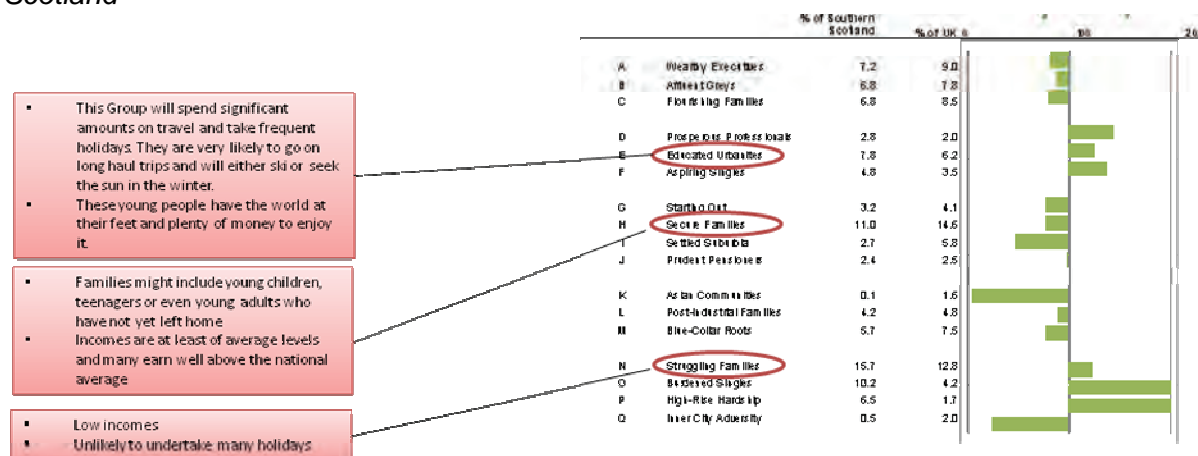 Scotland
% of Southern
Scotland
% of UK 0
100
This Group will spend significant
amounts on travel and take frequent
holidays. They are very likely to go on
long haul trips and will either ski or seek
the sun in the winter.
These young people have the world at
their feet and plenty of money to enjoy
it.
Families might include young children,
teenagers or even young adults who
have not yet left home
Incomes are at least of average levels
and many earn well above the national
average
Low incomes
Unlikely to undertake many holidays
A Wealthy Executives 7.2 9.0
B Affluent Greys 6.8 7.8
C Flourishing Families 6.8 8.5
D Prosperous Professionals 2.8 2.0
E Educated Urbanites 7.8 6.2
F Aspiring Singles 4.8 3.5
G Starting Out 3.2 4.1
H Secure Families 11.0 14.6
I Settled Suburbia 2.7 5.8
J Prudent Pensioners 2.4 2.5
K Asian Communities 0.1 1.6
L Post-Industrial Families 4.2 4.8
M Blue-Collar Roots 5.7 7.5
N Struggling Families 15.7 12.8
O Burdened Singles 10.2 4.2
P High-Rise Hardship 6.5 1.7
Q Inner City Adversity 0.5 2.0